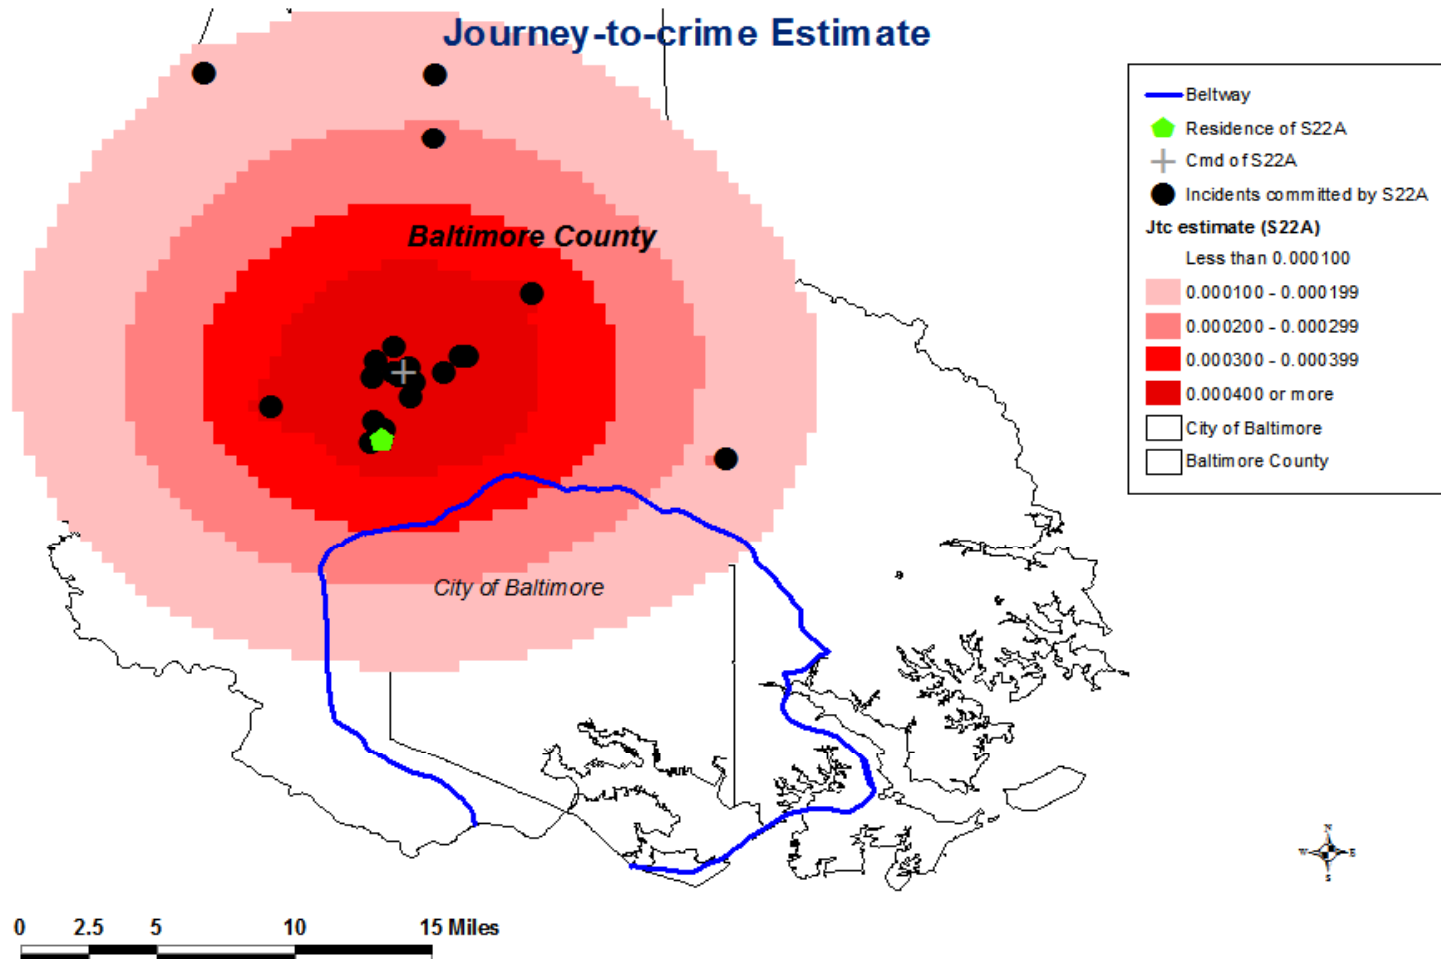 Journey-to-crime Estimate
Beltway
Residence of S22A
Cmd of S22A
Incidents committed by S22A
Jtc estimate (S22A)
Less than 0.000100
0.000100 - 0.000199
0.000200 - 0.000299
0.000300 - 0.000399
0.000400 or more
City of Baltimore
Baltimore County
Baltimore County
City of Baltimore
N
W E
S
0 2.5 5 10 15 Miles